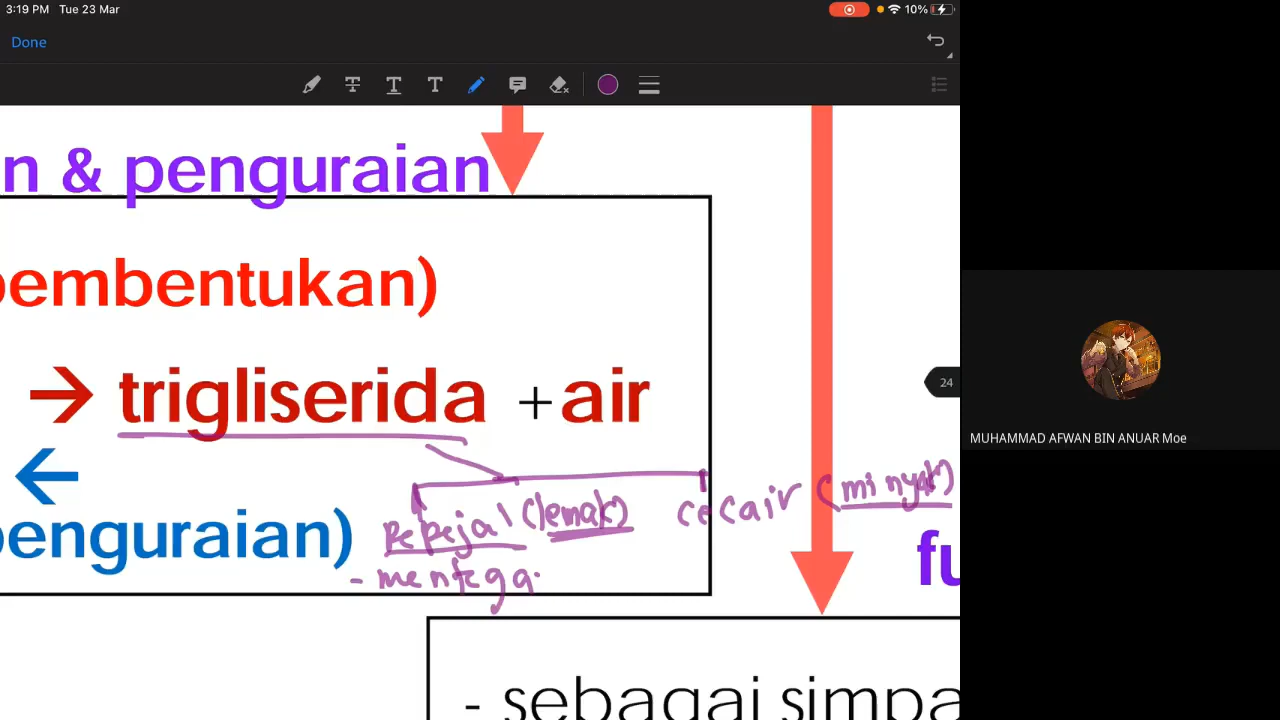 3:19 PM Tue 23 Mar
10%
Done
n & penguraian
pembentukan)
→ trigliserida + air
←
pepejal (lemak) cecair (minyak)
penguraian)
- mentega.
fu
24
- sebagai simpa
MUHAMMAD AFWAN BIN ANUAR Moe